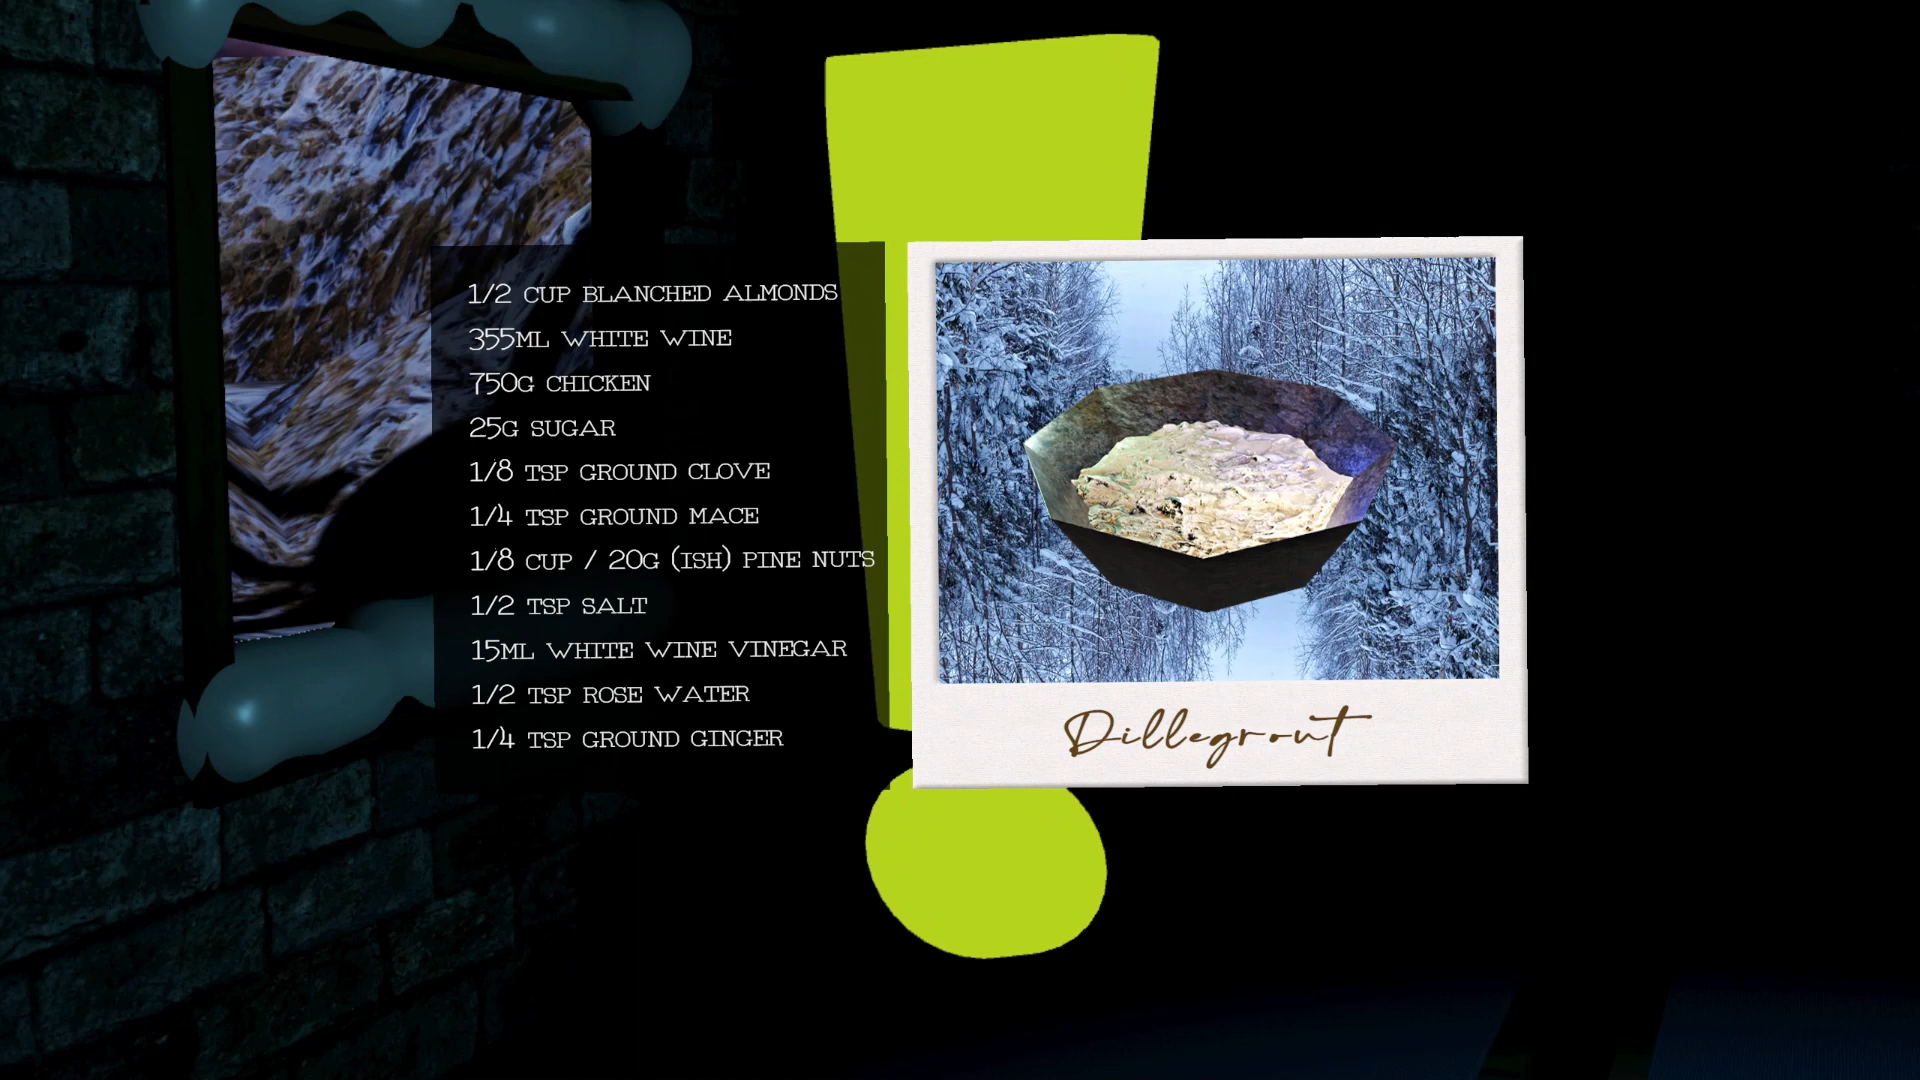 1/2 CUP BLANCHED ALMONDS
355ML WHITE WINE
750G CHICKEN
25G SUGAR
1/8 TSP GROUND CLOVE
1/4 TSP GROUND MACE
1/8 CUP / 20G (ISH) PINE NUTS
1/2 TSP SALT
15ML WHITE WINE VINEGAR
1/2 TSP ROSE WATER
1/4 TSP GROUND GINGER
Dillegrout